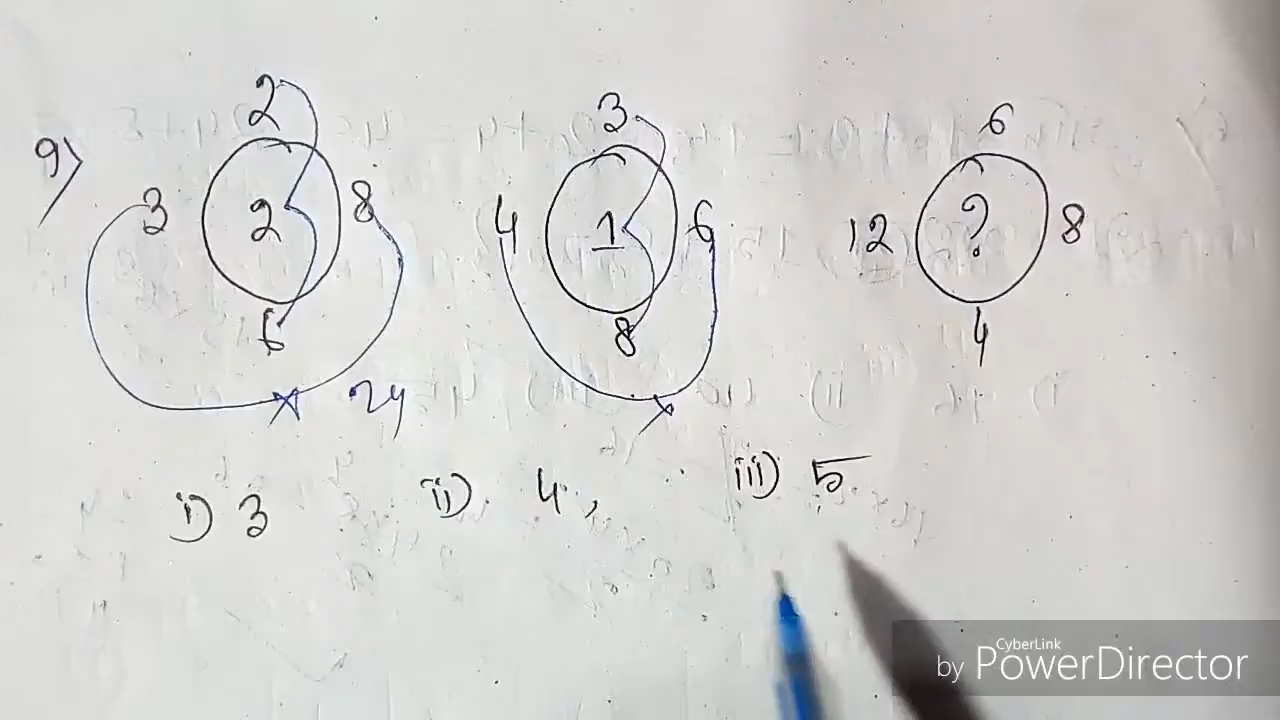 9) 2 3 6
3 2 8 4 1 6 12 ? 8
6 8 4
24
i) 3 ii) 4, iii) 5
CyberLink
by PowerDirector